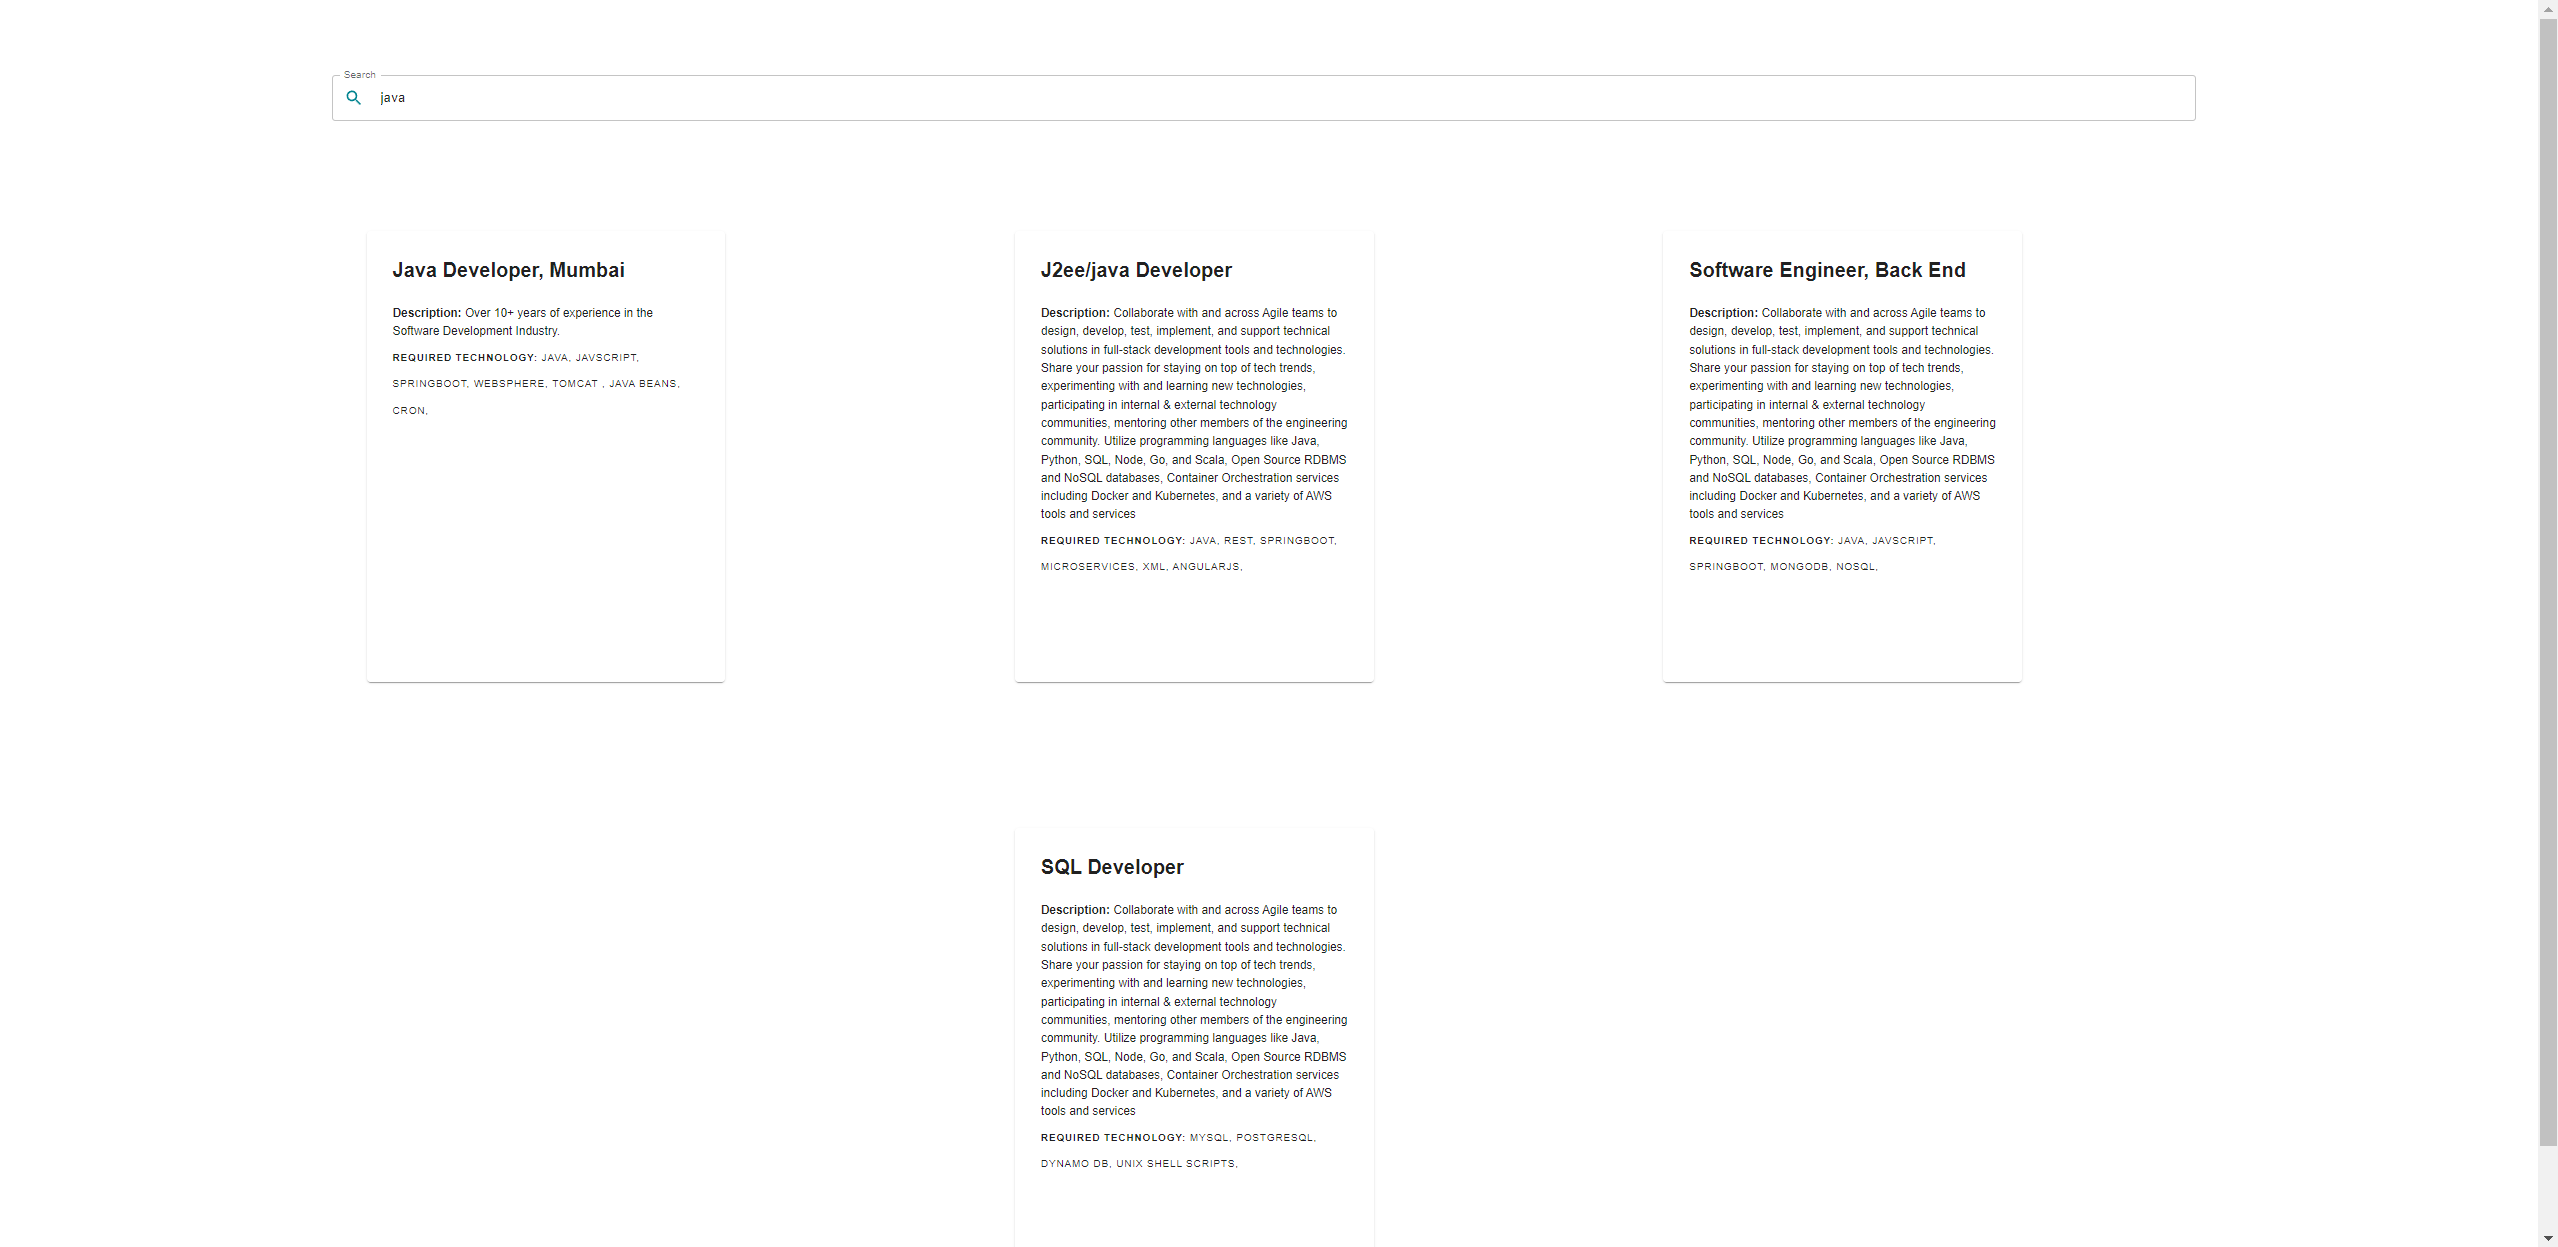 Search
java
Java Developer, Mumbai
Description: Over 10+ years of experience in the
Software Development Industry.
REQUIRED TECHNOLOGY: JAVA, JAVSCRIPT,
SPRINGBOOT, WEBSPHERE, TOMCAT , JAVA BEANS,
CRON,
J2ee/java Developer
Description: Collaborate with and across Agile teams to
design, develop, test, implement, and support technical
solutions in full-stack development tools and technologies.
Share your passion for staying on top of tech trends,
experimenting with and learning new technologies,
participating in internal & external technology
communities, mentoring other members of the engineering
community. Utilize programming languages like Java,
Python, SQL, Node, Go, and Scala, Open Source RDBMS
and NoSQL databases, Container Orchestration services
including Docker and Kubernetes, and a variety of AWS
tools and services
REQUIRED TECHNOLOGY: JAVA, REST, SPRINGBOOT,
MICROSERVICES, XML, ANGULARJS,
Software Engineer, Back End
Description: Collaborate with and across Agile teams to
design, develop, test, implement, and support technical
solutions in full-stack development tools and technologies.
Share your passion for staying on top of tech trends,
experimenting with and learning new technologies,
participating in internal & external technology
communities, mentoring other members of the engineering
community. Utilize programming languages like Java,
Python, SQL, Node, Go, and Scala, Open Source RDBMS
and NoSQL databases, Container Orchestration services
including Docker and Kubernetes, and a variety of AWS
tools and services
REQUIRED TECHNOLOGY: JAVA, JAVSCRIPT,
SPRINGBOOT, MONGODB, NOSQL,
SQL Developer
Description: Collaborate with and across Agile teams to
design, develop, test, implement, and support technical
solutions in full-stack development tools and technologies.
Share your passion for staying on top of tech trends,
experimenting with and learning new technologies,
participating in internal & external technology
communities, mentoring other members of the engineering
community. Utilize programming languages like Java,
Python, SQL, Node, Go, and Scala, Open Source RDBMS
and NoSQL databases, Container Orchestration services
including Docker and Kubernetes, and a variety of AWS
tools and services
REQUIRED TECHNOLOGY: MYSQL, POSTGRESQL,
DYNAMO DB, UNIX SHELL SCRIPTS,